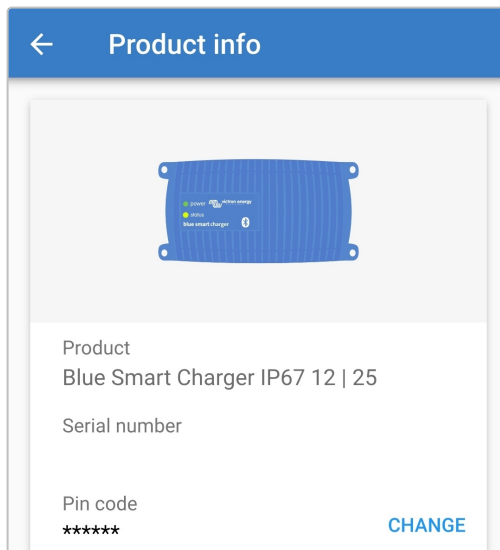 Product info
power victron energy
status
blue smart charger
Product
Blue Smart Charger IP67 12 | 25
Serial number
Pin code
****** CHANGE